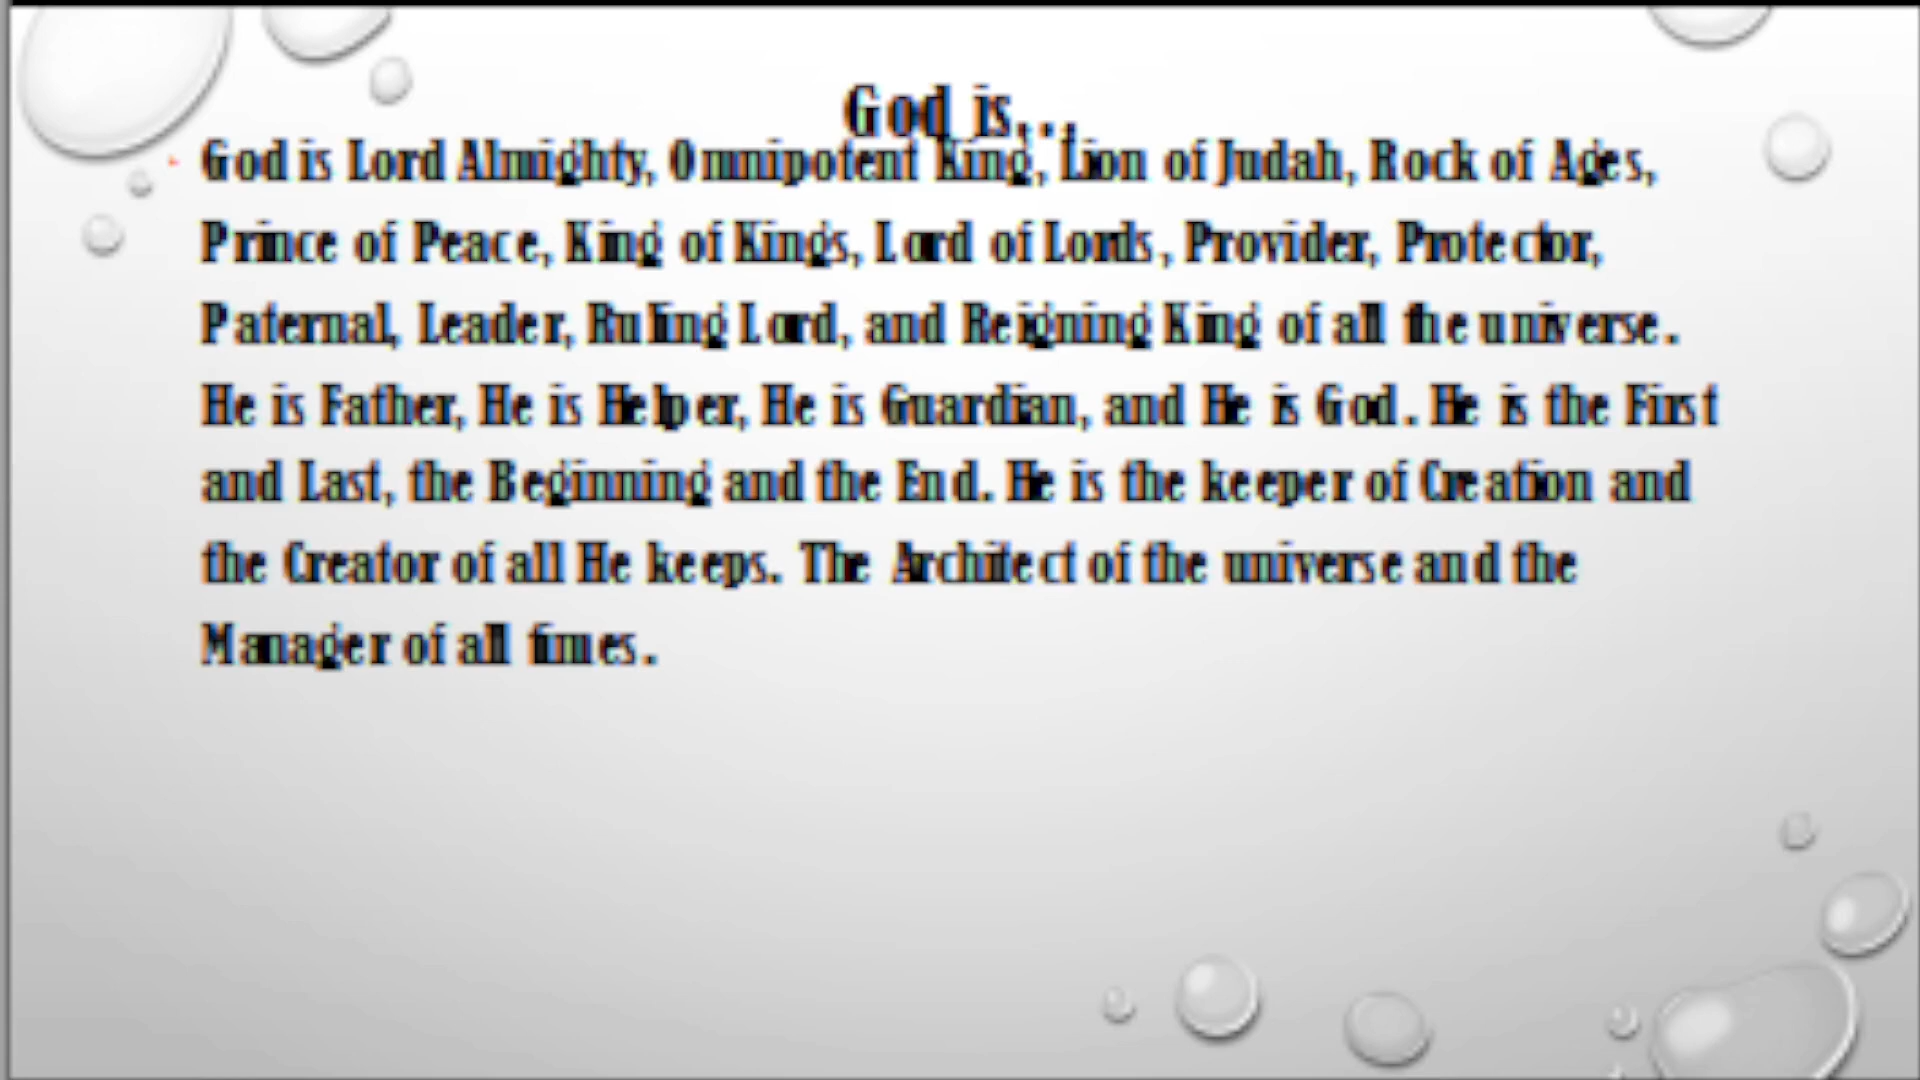 God is...
God is Lord Almighty, Omnipotent King, Lion of Judah, Rock of Ages,
Prince of Peace, King of Kings, Lord of Lords, Provider, Protector,
Paternal, Leader, Ruling Lord, and Reigning King of all the universe.
He is Father, He is Helper, He is Guardian, and He is God. He is the First
and Last, the Beginning and the End. He is the keeper of Creation and
the Creator of all He keeps. The Architect of the universe and the
Manager of all times.